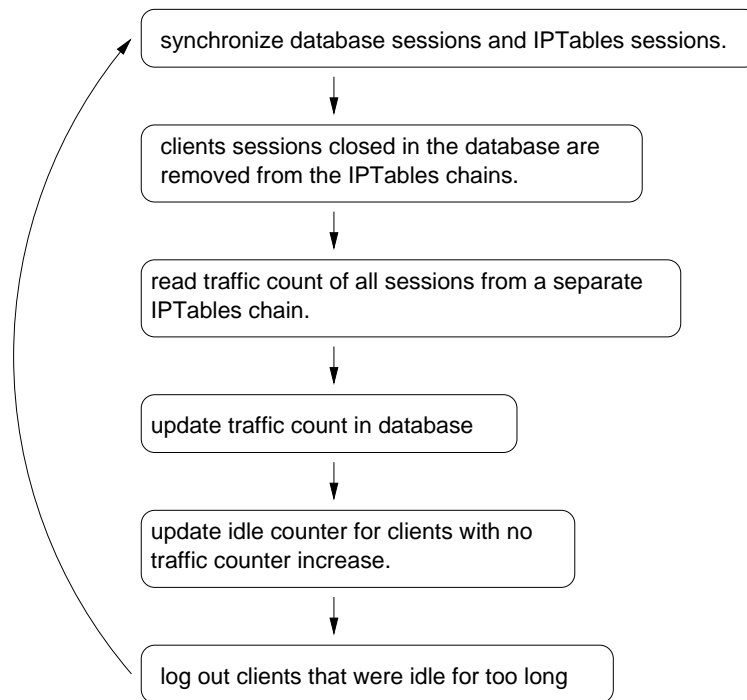 synchronize database sessions and IPTables sessions.
clients sessions closed in the database are
removed from the IPTables chains.
read traffic count of all sessions from a separate
IPTables chain.
update traffic count in database
update idle counter for clients with no
traffic counter increase.
log out clients that were idle for too long